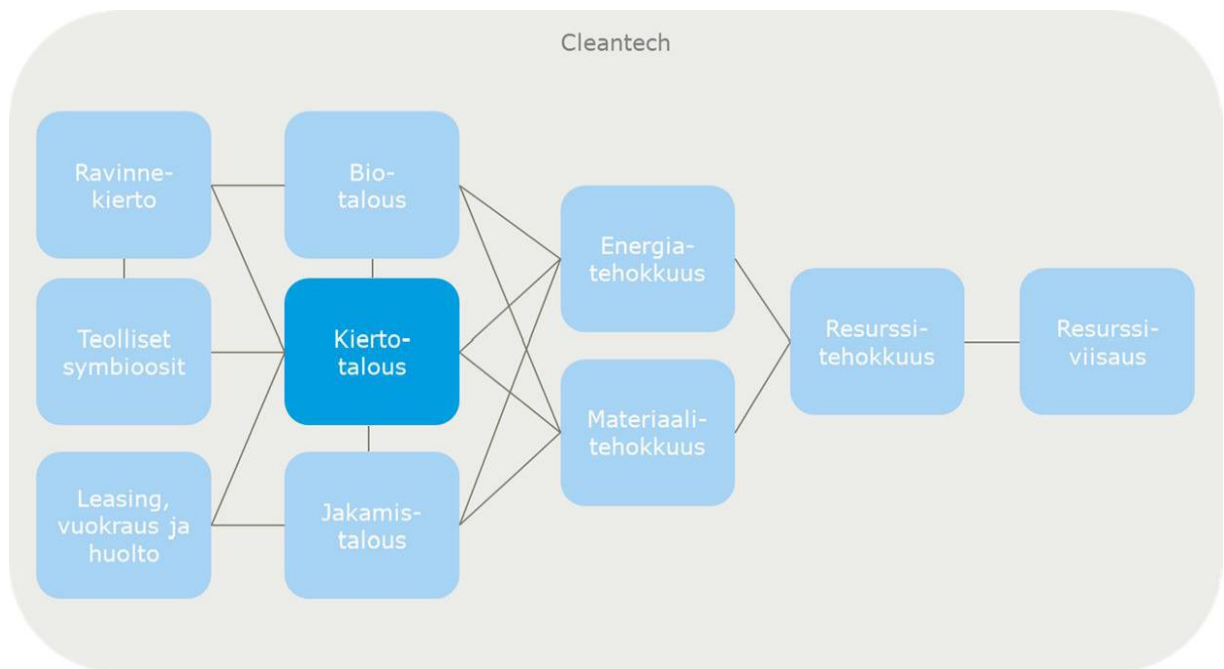 Cleantech
Ravinne-
kierto
Bio-
talous
Energia-
tehokkuus
Teolliset
symbioosit
Kierto-
talous
Resurssi-
tehokkuus
Resurssi-
viisaus
Materiaali-
tehokkuus
Leasing,
vuokraus ja
huolto
Jakamis-
talous